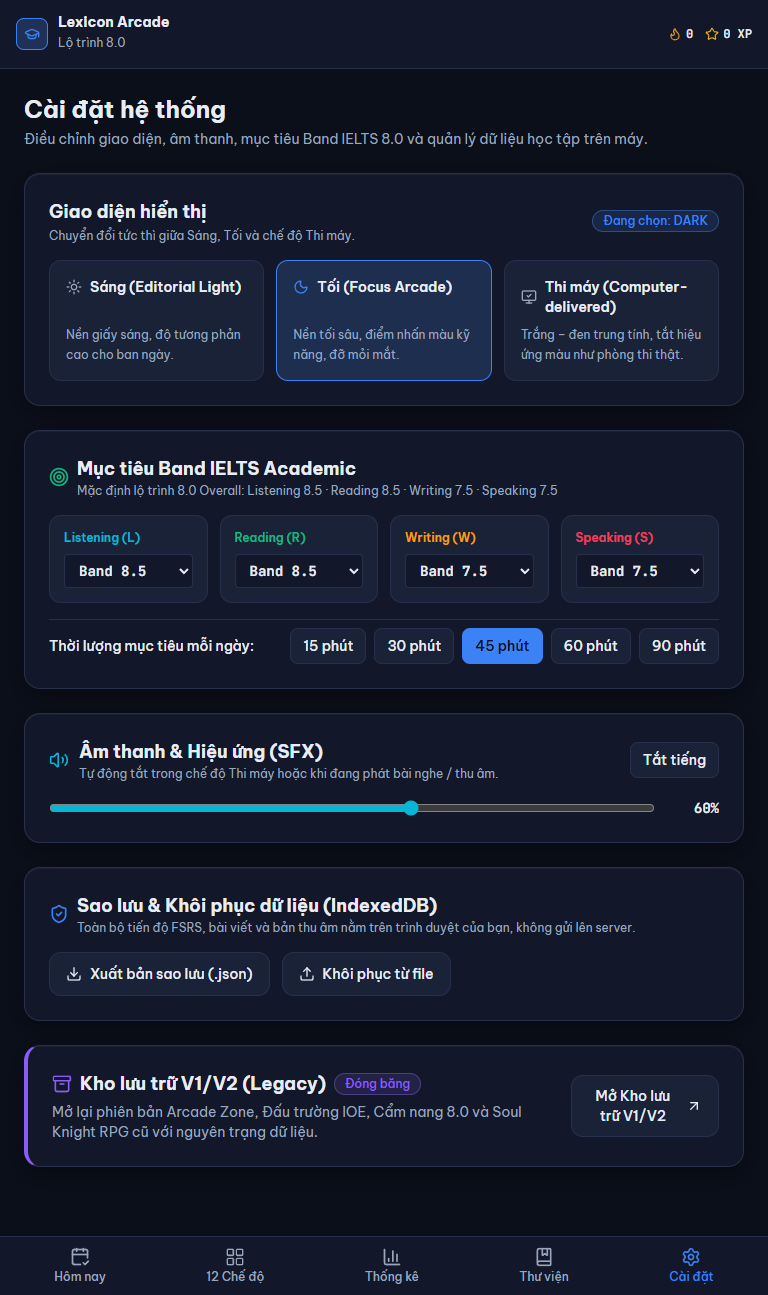 Lexicon Arcade
Lộ trình 8.0
0
0 XP
Cài đặt hệ thống
Điều chỉnh giao diện, âm thanh, mục tiêu Band IELTS 8.0 và quản lý dữ liệu học tập trên máy.
Giao diện hiển thị
Chuyển đổi tức thì giữa Sáng, Tối và chế độ Thi máy.
Đang chọn: DARK
Sáng (Editorial Light)
Nền giấy sáng, độ tương phản
cao cho ban ngày.
Tối (Focus Arcade)
Nền tối sâu, điểm nhấn màu kỹ
năng, đỡ mỏi mắt.
Thi máy (Computer-
delivered)
Trắng – đen trung tính, tắt hiệu
ứng màu như phòng thi thật.
Mục tiêu Band IELTS Academic
Mặc định lộ trình 8.0 Overall: Listening 8.5 · Reading 8.5 · Writing 7.5 · Speaking 7.5
Listening (L)
Band 8.5
Reading (R)
Band 8.5
Writing (W)
Band 7.5
Speaking (S)
Band 7.5
Thời lượng mục tiêu mỗi ngày:
15 phút
30 phút
45 phút
60 phút
90 phút
Âm thanh & Hiệu ứng (SFX)
Tự động tắt trong chế độ Thi máy hoặc khi đang phát bài nghe / thu âm.
Tắt tiếng
60%
Sao lưu & Khôi phục dữ liệu (IndexedDB)
Toàn bộ tiến độ FSRS, bài viết và bản thu âm nằm trên trình duyệt của bạn, không gửi lên server.
Xuất bản sao lưu (.json)
Khôi phục từ file
Kho lưu trữ V1/V2 (Legacy)
Đóng băng
Mở lại phiên bản Arcade Zone, Đấu trường IOE, Cẩm nang 8.0 và Soul
Knight RPG cũ với nguyên trạng dữ liệu.
Mở Kho lưu
trữ V1/V2
Hôm nay
12 Chế độ
Thống kê
Thư viện
Cài đặt